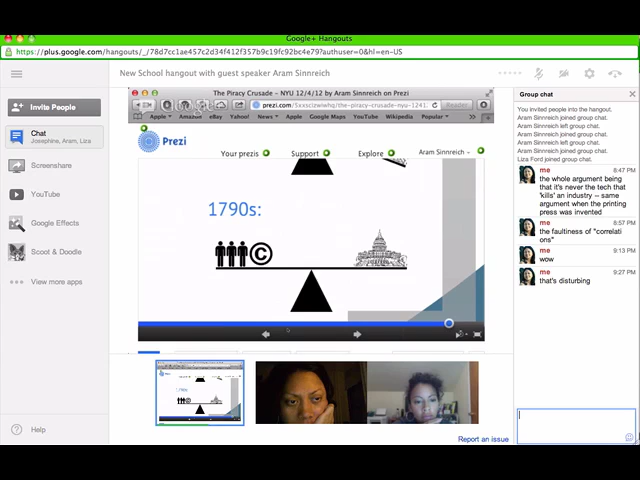 Google+ Hangouts
https://plus.google.com/hangouts/_/78d7cc1ae457c2d34f412f357b9c19fc92bc4e79?authuser=0&hl=en-US
New School hangout with guest speaker Aram Sinnreich
Invite People
Chat
Josephine, Aram, Liza
Screenshare
YouTube
Google Effects
Scoot & Doodle
View more apps
Help
The Piracy Crusade – NYU 12/4/12 by Aram Sinnreich on Prezi
Reader
Apple Amazon eBay Yahoo! News Apple Google Maps YouTube Wikipedia Popular
Prezi
Your prezis
Support
Explore
Aram Sinnreich
1790s:
©
1790s:
Report an issue
Group chat
You invited people into the hangout.
Aram Sinnreich joined group chat.
Aram Sinnreich left group chat.
Aram Sinnreich joined group chat.
Aram Sinnreich left group chat.
Aram Sinnreich joined group chat.
Liza Ford joined group chat.
me 8:47 PM
the whole argument being
that it's never the tech that
'kills' an industry -- same
argument when the printing
press was invented
me 8:57 PM
the faultiness of "correlati
ons"
me 9:13 PM
wow
me 9:27 PM
that's disturbing